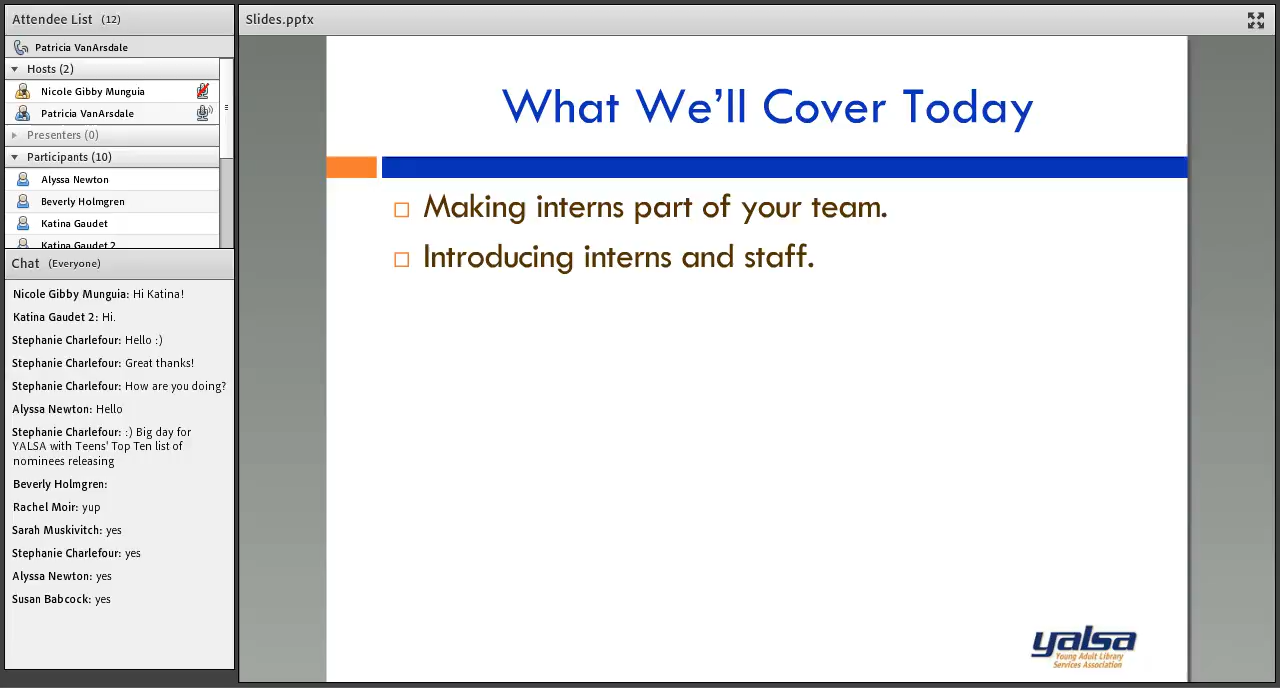 Attendee List (12)
Patricia VanArsdale
Hosts (2)
Nicole Gibby Munguia
Patricia VanArsdale
Presenters (0)
Participants (10)
Alyssa Newton
Beverly Holmgren
Katina Gaudet
Katina Gaudet 2
Chat (Everyone)
Nicole Gibby Munguia: Hi Katina!
Katina Gaudet 2: Hi.
Stephanie Charlefour: Hello :)
Stephanie Charlefour: Great thanks!
Stephanie Charlefour: How are you doing?
Alyssa Newton: Hello
Stephanie Charlefour: :) Big day for
YALSA with Teens' Top Ten list of
nominees releasing
Beverly Holmgren:
Rachel Moir: yup
Sarah Muskivitch: yes
Stephanie Charlefour: yes
Alyssa Newton: yes
Susan Babcock: yes
Slides.pptx
What We’ll Cover Today
Making interns part of your team.
Introducing interns and staff.
yalsa
Young Adult Library
Services Association